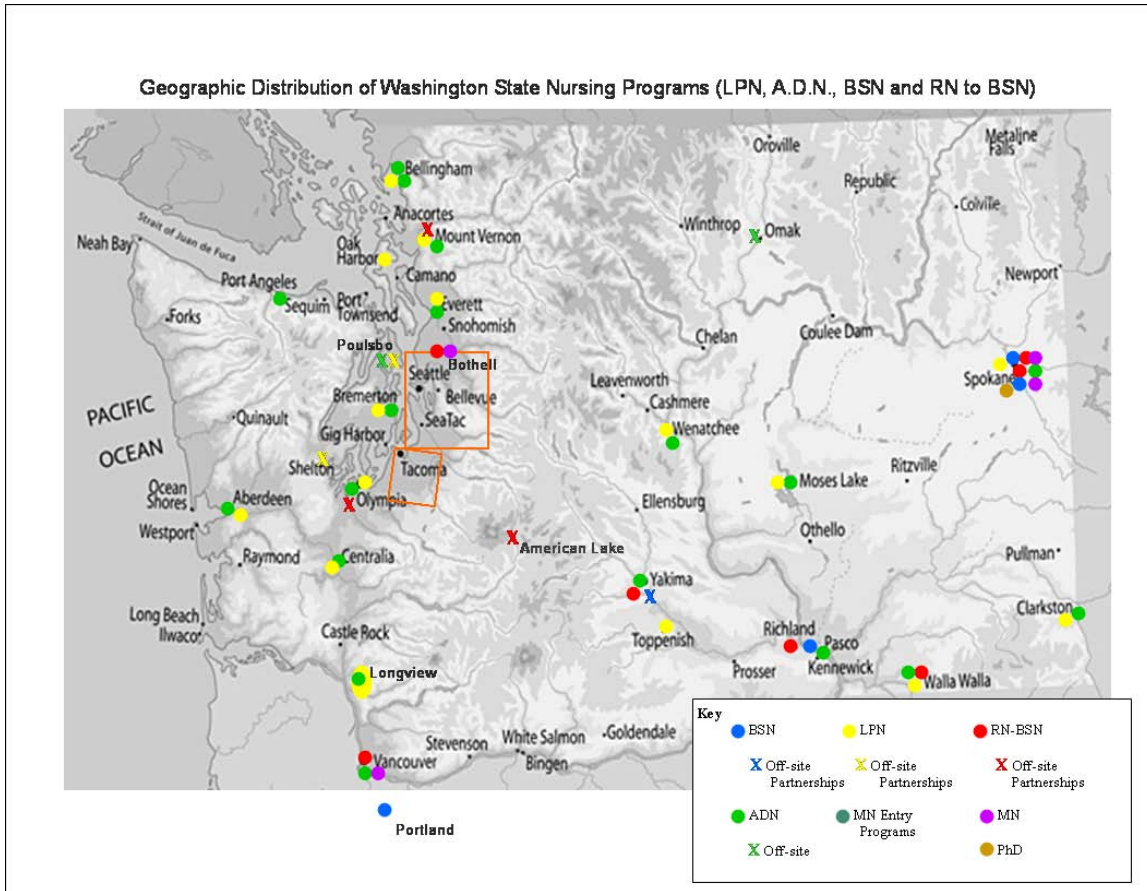 Geographic Distribution of Washington State Nursing Programs (LPN, A.D.N., BSN and RN to BSN)
Oroville
Metaline
Falls
Bellingham
Republic
Anacortes
Colville
Winthrop
Omak
Strait of Juan de Fuca
Mount Vernon
Neah Bay
Oak
Harbor
Newport
Camano
Port Angeles
Sequim
Port
Townsend
Everett
Forks
Snohomish
Coulee Dam
Chelan
Poulsbo
Bothell
Seattle
Leavenworth
Spokane
Bremerton
Bellevue
Cashmere
PACIFIC
OCEAN
Quinault
SeaTac
Wenatchee
Gig Harbor
Shelton
Tacoma
Ritzville
Moses Lake
Ocean
Shores
Aberdeen
Olympia
Ellensburg
Westport
Othello
American Lake
Raymond
Centralia
Pullman
Yakima
Long Beach
Ilwaco
Clarkston
Castle Rock
Toppenish
Richland
Pasco
Prosser
Kennewick
Longview
Walla Walla
Goldendale
White Salmon
Stevenson
Bingen
Vancouver
Portland
Key
BSN
LPN
RN-BSN
X Off-site
Partnerships
X Off-site
Partnerships
X Off-site
Partnerships
ADN
MN Entry
Programs
MN
X Off-site
PhD